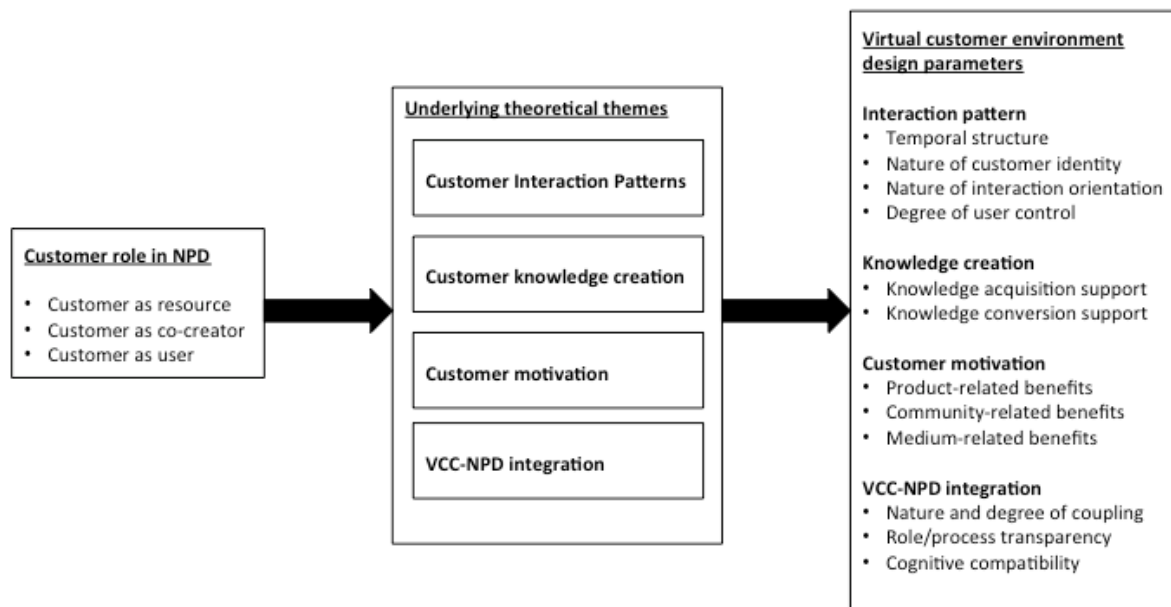 Customer role in NPD
• Customer as resource
• Customer as co-creator
• Customer as user
Underlying theoretical themes
Customer Interaction Patterns
Customer knowledge creation
Customer motivation
VCC-NPD integration
Virtual customer environment
design parameters
Interaction pattern
• Temporal structure
• Nature of customer identity
• Nature of interaction orientation
• Degree of user control
Knowledge creation
• Knowledge acquisition support
• Knowledge conversion support
Customer motivation
• Product-related benefits
• Community-related benefits
• Medium-related benefits
VCC-NPD integration
• Nature and degree of coupling
• Role/process transparency
• Cognitive compatibility